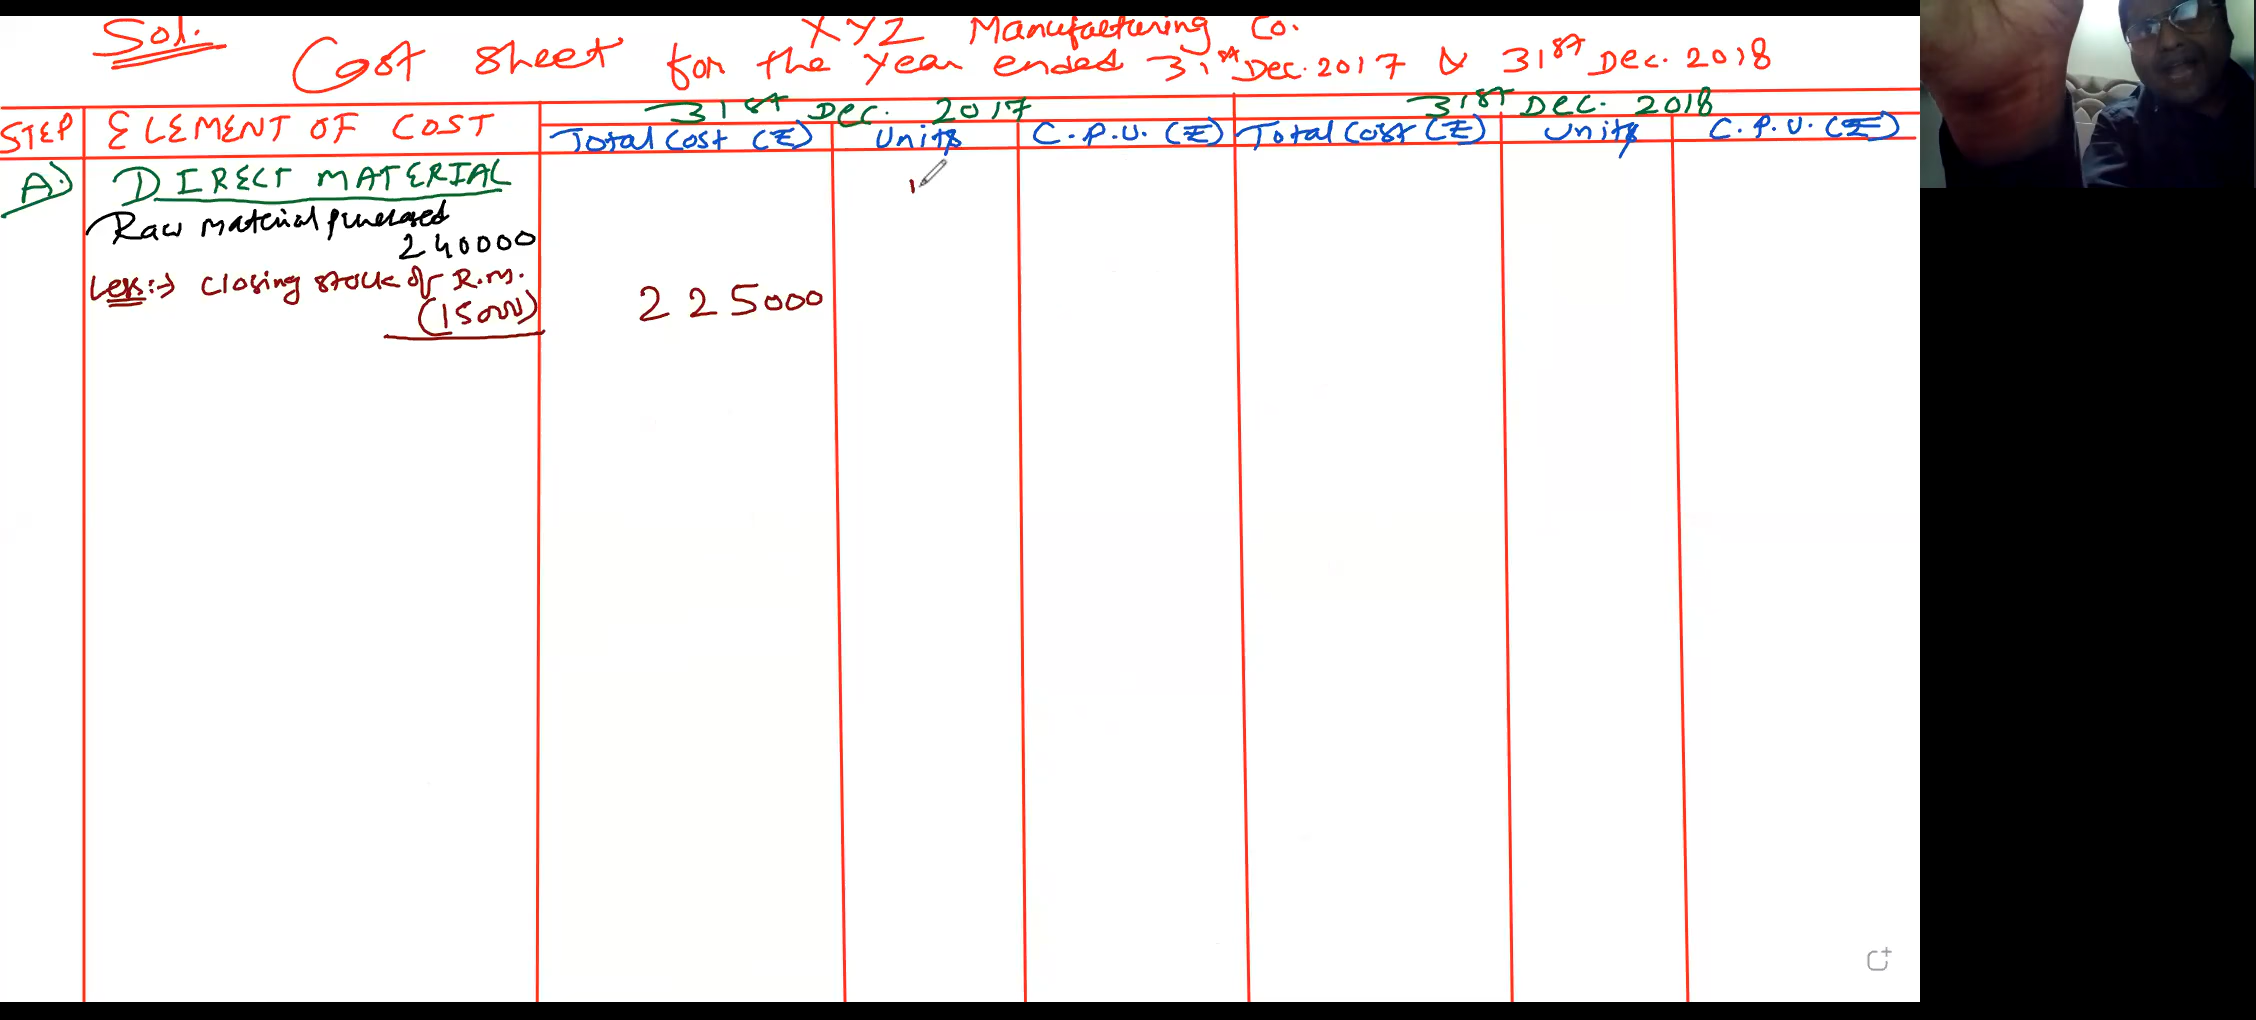 Sol.
XYZ Manufacturing Co.
Cost sheet for the Year ended 31st Dec. 2017 & 31st Dec. 2018
STEP ELEMENT OF COST 31st Dec. 2017 31st Dec. 2018
Total Cost (₹) Units C.P.U. (₹) Total Cost (₹) Units C.P.U. (₹)
A) DIRECT MATERIAL
Raw material purchased
240000
Less:→ Closing stock of R.M.
(15000) 225000